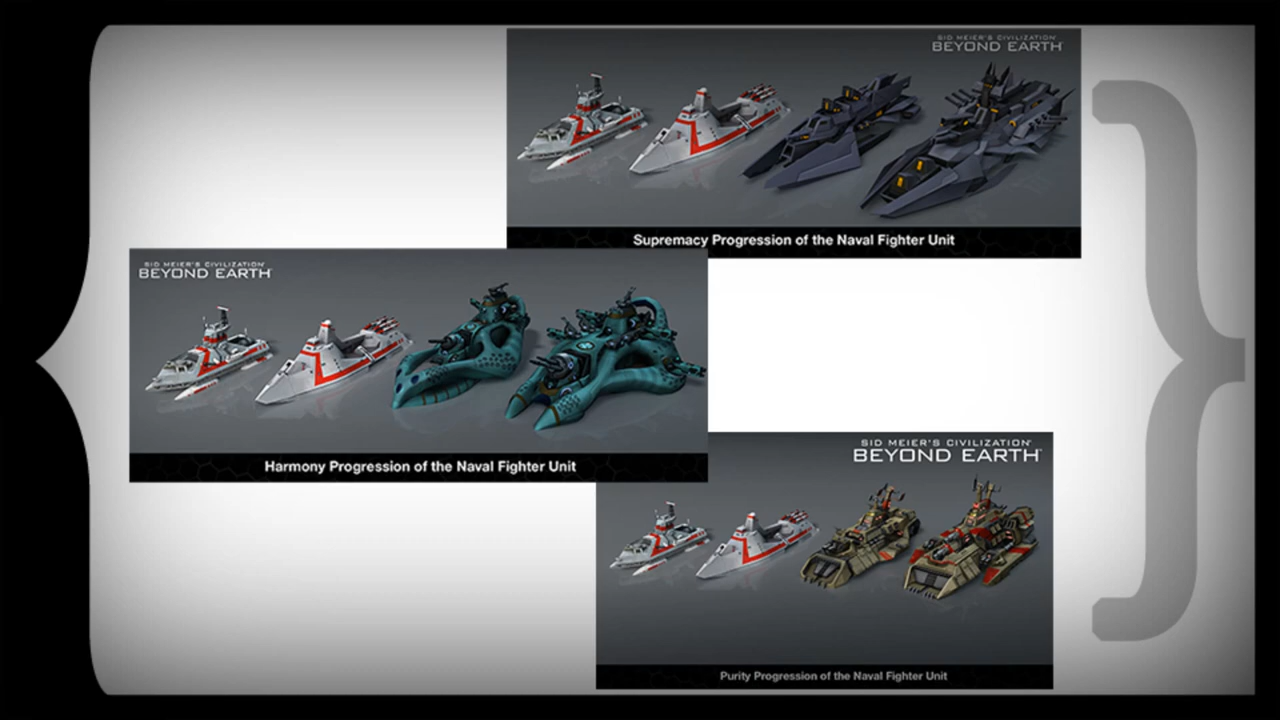 SID MEIER'S CIVILIZATION
BEYOND EARTH
Supremacy Progression of the Naval Fighter Unit
SID MEIER'S CIVILIZATION
BEYOND EARTH
Harmony Progression of the Naval Fighter Unit
SID MEIER'S CIVILIZATION
BEYOND EARTH
Purity Progression of the Naval Fighter Unit